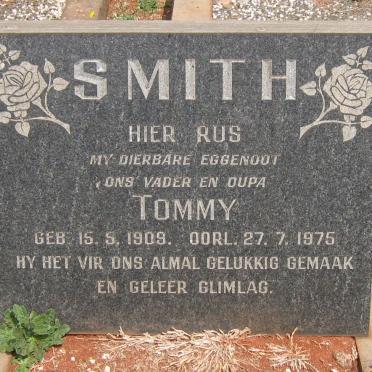 SMITH
HIER RUS
MY DIERBARE EGGENOOT
, ONS VADER EN OUPA
TOMMY
GEB. 15. 5. 1909. OORL. 27. 7. 1975.
HY HET VIR ONS ALMAL GELUKKIG GEMAAK
EN GELEER GLIMLAG.